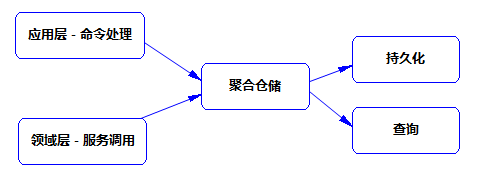 应用层 - 命令处理
持久化
聚合仓储
查询
领域层 - 服务调用